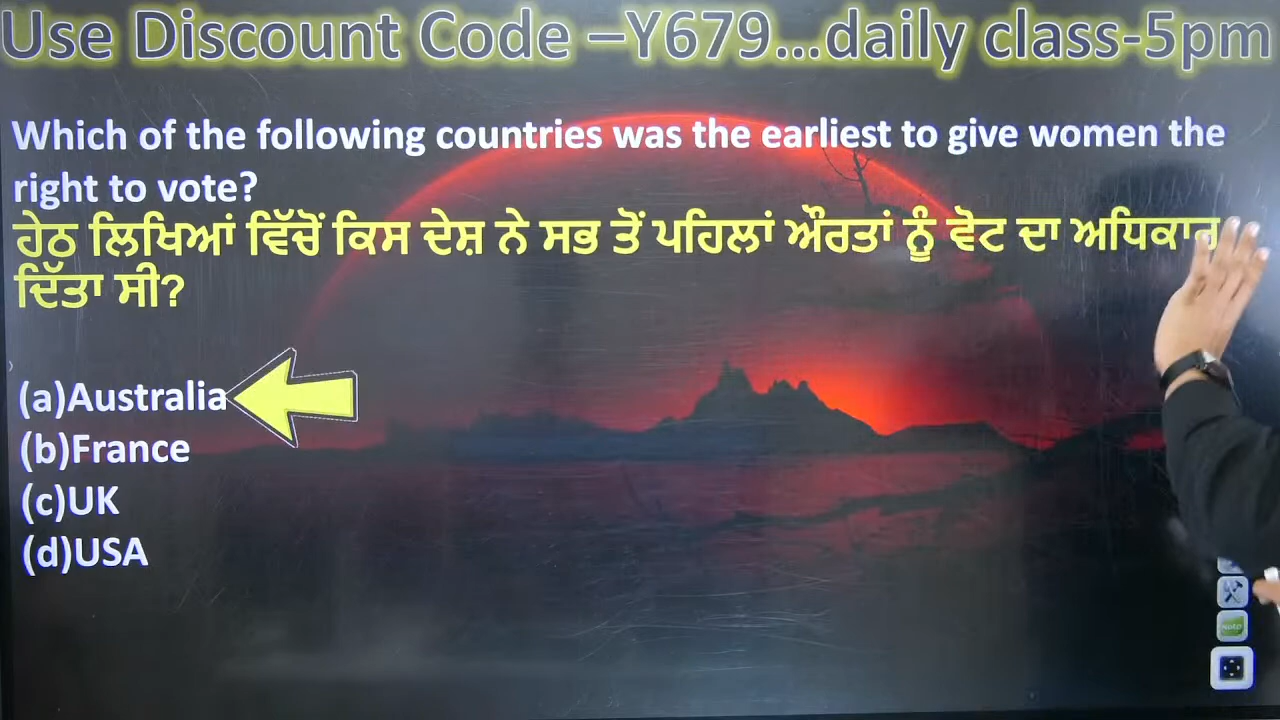 Use Discount Code –Y679...daily class-5pm
Which of the following countries was the earliest to give women the
right to vote?
ਹੇਠ ਲਿਖਿਆਂ ਵਿੱਚੋਂ ਕਿਸ ਦੇਸ਼ ਨੇ ਸਭ ਤੋਂ ਪਹਿਲਾਂ ਔਰਤਾਂ ਨੂੰ ਵੋਟ ਦਾ ਅਧਿਕਾਰ
ਦਿੱਤਾ ਸੀ?
(a)Australia
(b)France
(c)UK
(d)USA
Note